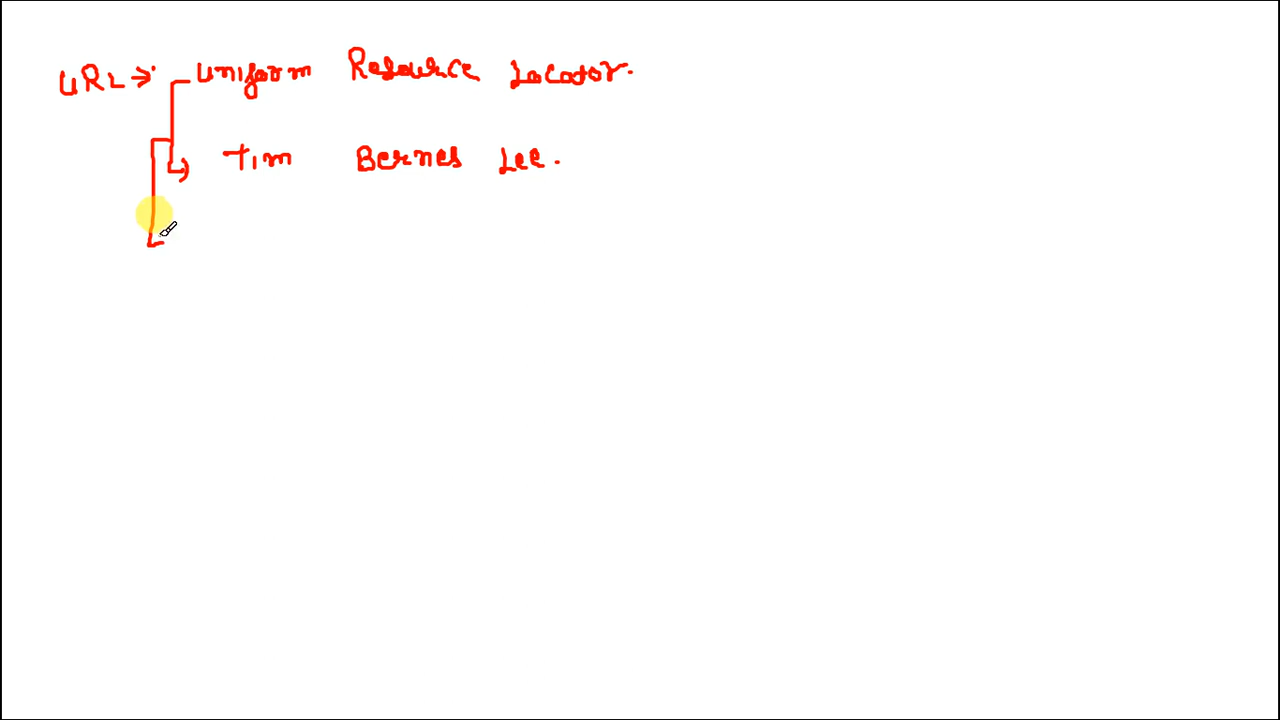 URL → Uniform Resource Locator.
Tim Bernes Lee.